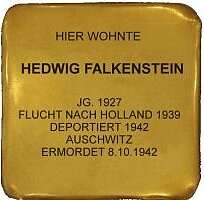 HIER WOHNTE
HEDWIG FALKENSTEIN
JG. 1927
FLUCHT NACH HOLLAND 1939
DEPORTIERT 1942
AUSCHWITZ
ERMORDET 8.10.1942